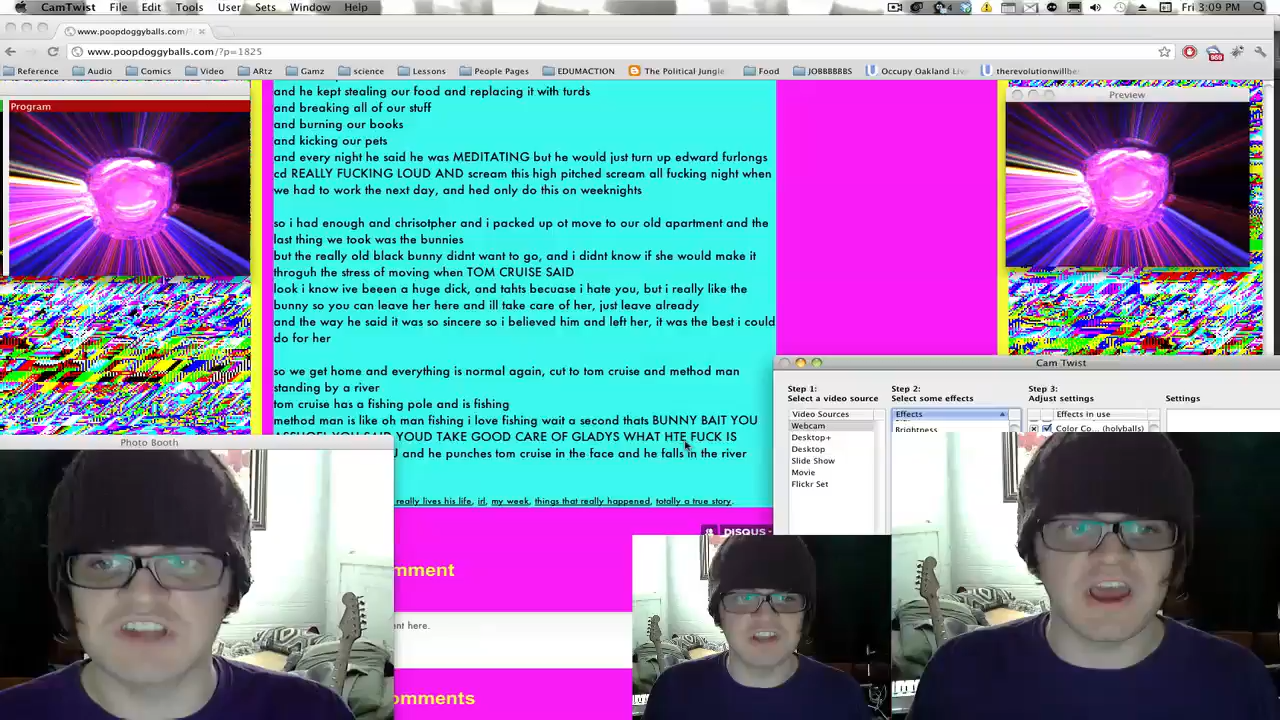 CamTwist File Edit Tools User Sets Window Help
Fri 3:09 PM
www.poopdoggyballs.com/
www.poopdoggyballs.com/?p=1825
Reference Audio Comics Video ARtz Gamz science Lessons People Pages EDUMACTION The Political Jungle Food JOBBBBBBS Occupy Oakland Liv therevolutionwillbe
Program
Preview
and he kept stealing our food and replacing it with turds
and breaking all of our stuff
and burning our books
and kicking our pets
and every night he said he was MEDITATING but he would just turn up edward furlongs
cd REALLY FUCKING LOUD AND scream this high pitched scream all fucking night when
we had to work the next day, and hed only do this on weeknights
so i had enough and chrisotpher and i packed up ot move to our old apartment and the
last thing we took was the bunnies
but the really old black bunny didnt want to go, and i didnt know if she would make it
throguh the stress of moving when TOM CRUISE SAID
look i know ive beena a huge dick, and tahts becuase i hate you, but i really like the
bunny so you can leave her here and ill take care of her, just leave already
and the way he said it was so sincere so i believed him and left her, it was the best i could
do for her
so we get home and everything is normal again, cut to tom cruise and method man
standing by a river
tom cruise has a fishing pole and is fishing
method man is like oh man fishing i love fishing wait a second thats BUNNY BAIT YOU
YOUD TAKE GOOD CARE OF GLADYS WHAT HTE FUCK IS
and he punches tom cruise in the face and he falls in the river
really lives his life, irl, my week, things that really happened, totally a true story.
DISQUS
omment
nt here.
omments
Cam Twist
Step 1:
Select a video source
Step 2:
Select some effects
Step 3:
Adjust settings
Settings
Video Sources
Webcam
Desktop+
Desktop
Slide Show
Movie
Flickr Set
Effects
Brightness
Effects in use
Color Co... (holyballs)
Photo Booth